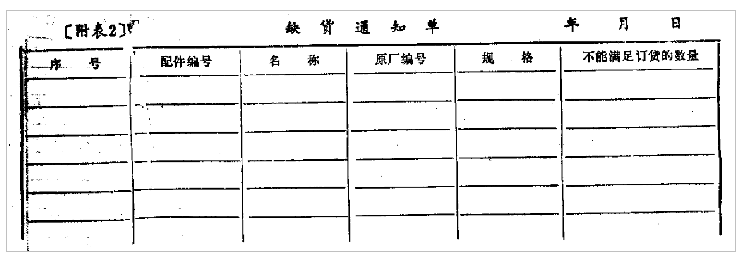 〔附表2〕 缺货通知单 年 月 日
序号 配件编号 名称 原厂编号 规格 不能满足订货的数量